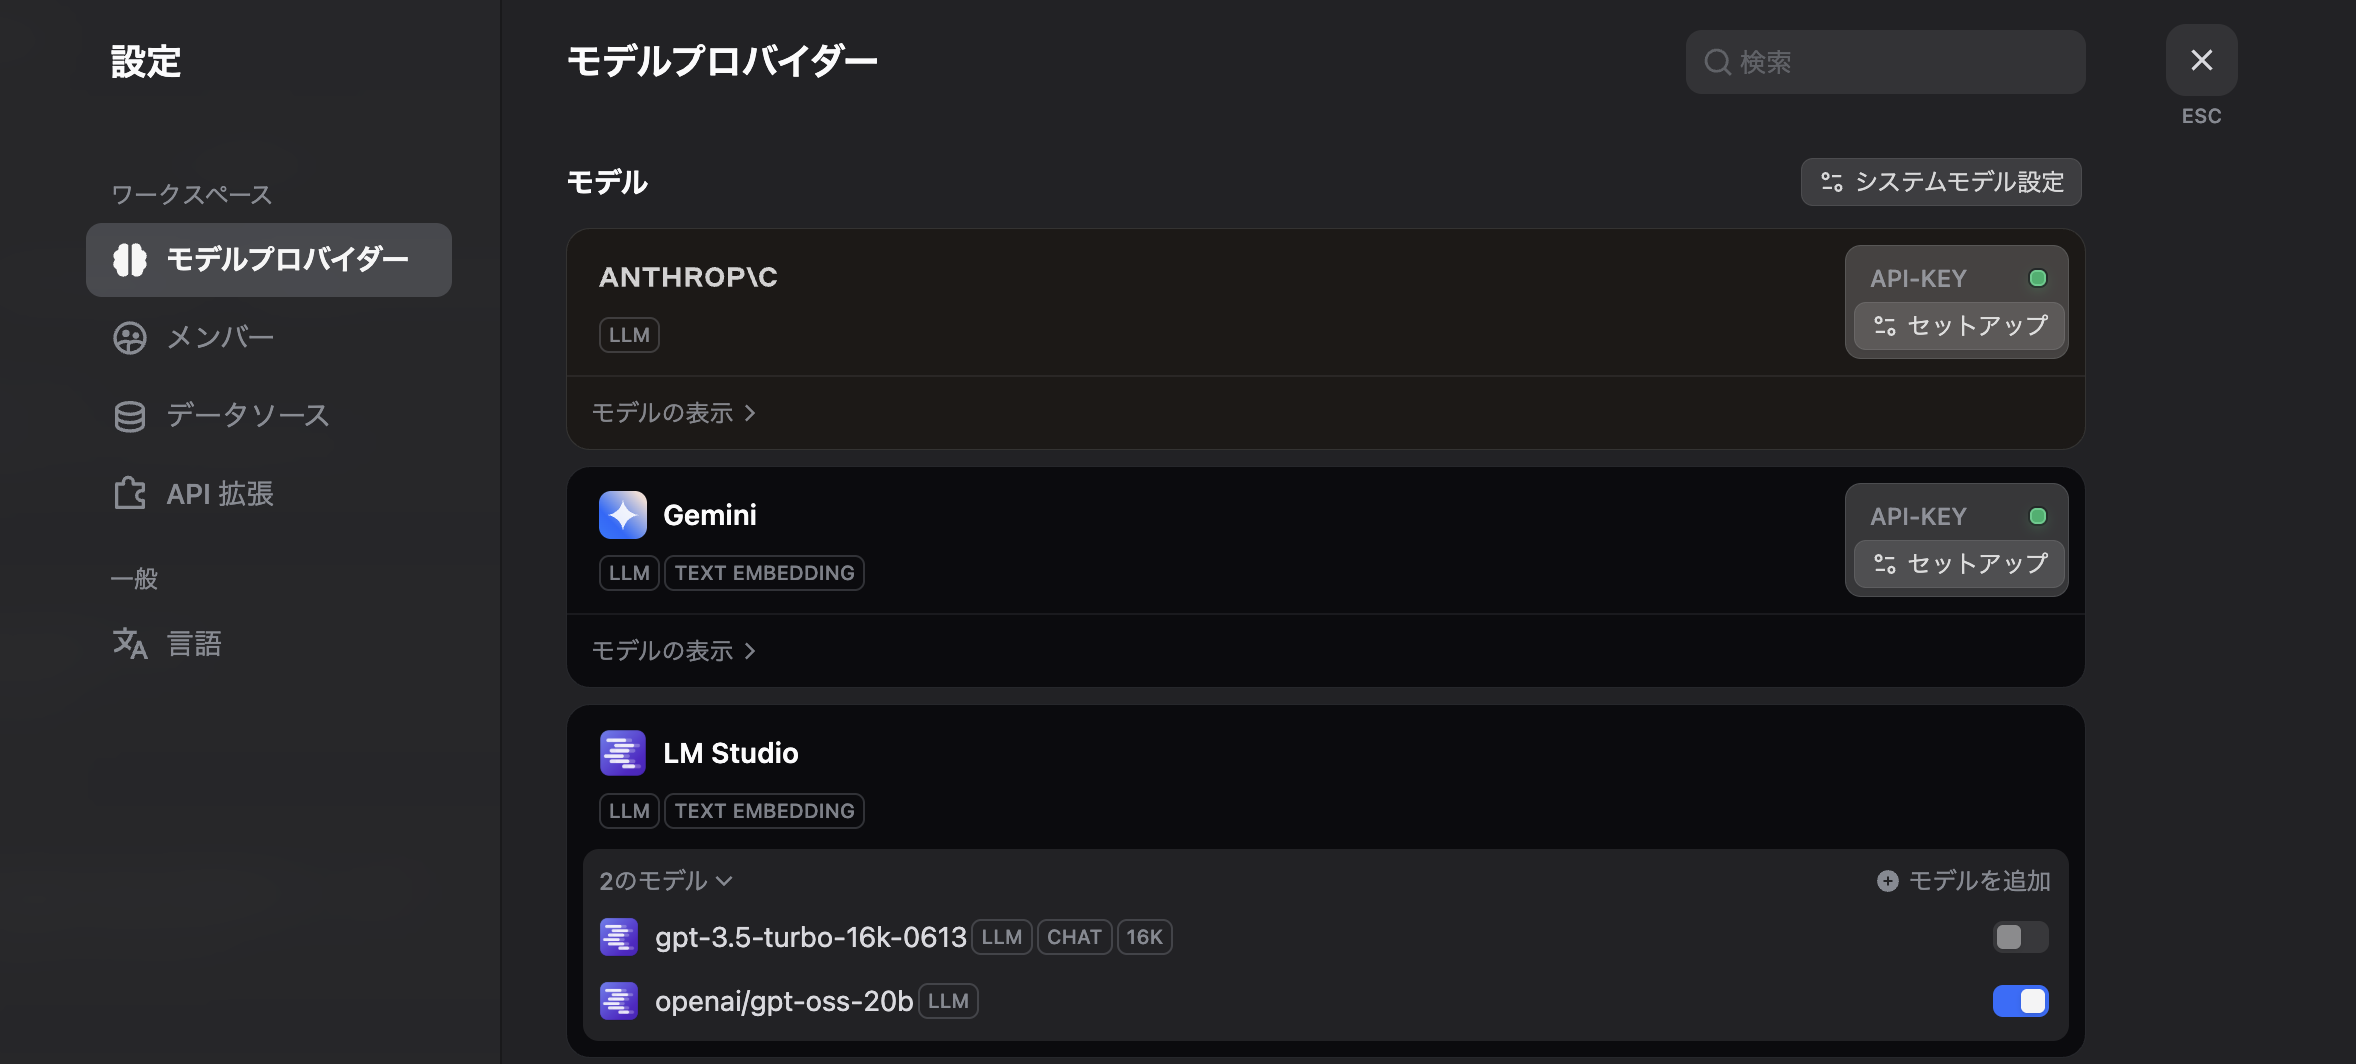 設定
ワークスペース
モデルプロバイダー
メンバー
データソース
API 拡張
一般
言語
モデルプロバイダー
検索
ESC
モデル
システムモデル設定
ANTHROP\C
LLM
API-KEY
セットアップ
モデルの表示
Gemini
LLM TEXT EMBEDDING
API-KEY
セットアップ
モデルの表示
LM Studio
LLM TEXT EMBEDDING
2のモデル
モデルを追加
gpt-3.5-turbo-16k-0613 LLM CHAT 16K
openai/gpt-oss-20b LLM